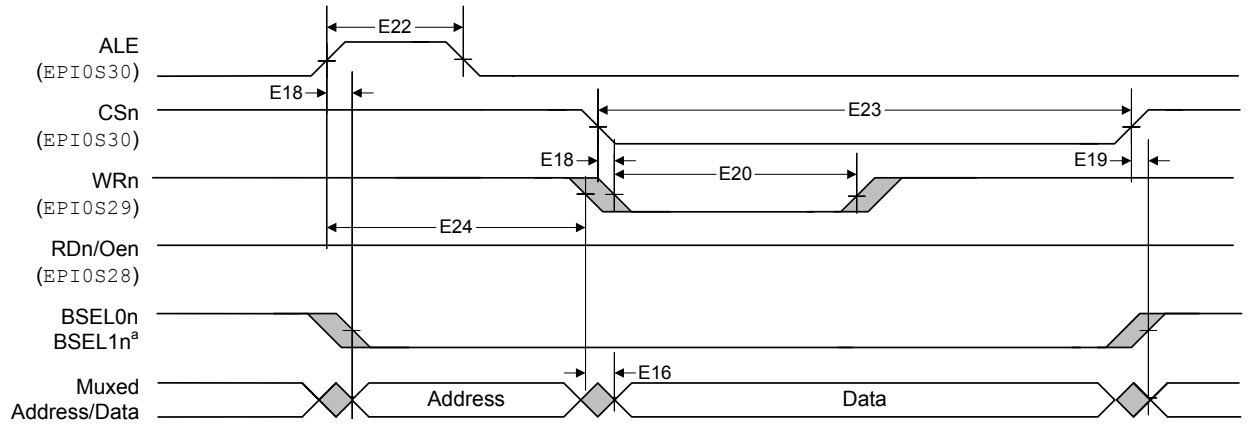 E22
ALE
(EPI0S30)
E18
CSn
E23
(EPI0S30)
E18
E19
WRn
E20
(EPI0S29)
E24
RDn/Oen
(EPI0S28)
BSEL0n
BSEL1nᵃ
Muxed
E16
Address/Data
Address
Data